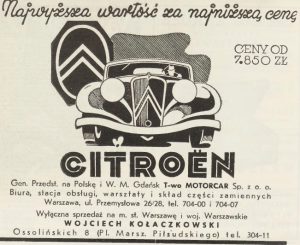 Najwyższa wartość za najniższą cenę
CENY OD
7.850 ZŁ
CITROËN
Gen. Przedst. na Polskę i W. M. Gdańsk T-wo MOTORCAR Sp. z o. o.
Biura, stacja obsługi, warsztaty i skład części zamiennych
Warszawa, ul. Przemysłowa 26/28, tel. 704-00 i 704-07
Wyłączna sprzedaż na m. st. Warszawę i woj. Warszawskie
WOJCIECH KOŁACZKOWSKI
Ossolińskich 8 (Pl. Marsz. Piłsudskiego) tel. 304-11